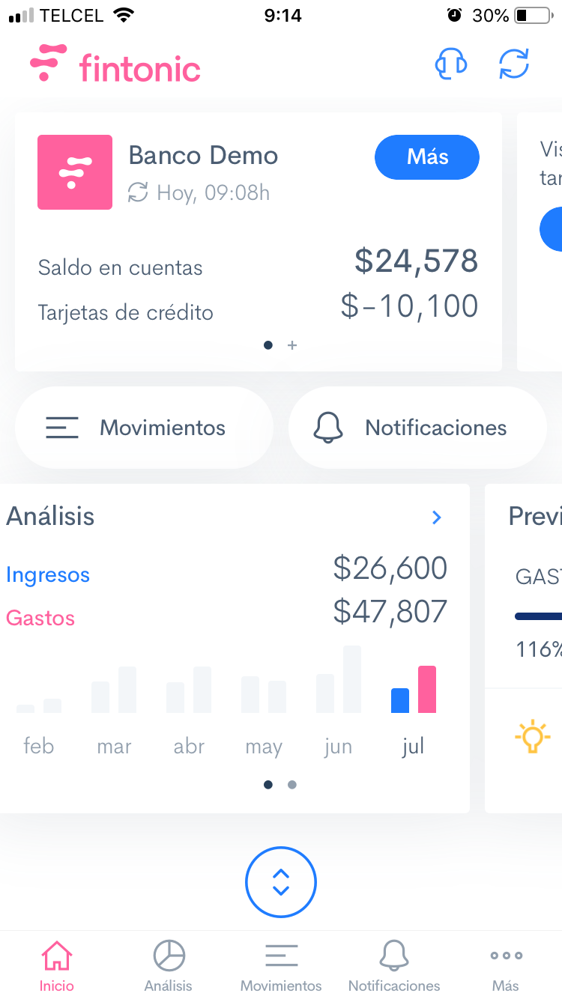 TELCEL 9:14 30%
fintonic
Banco Demo
Más
Hoy, 09:08h
Saldo en cuentas $24,578
Tarjetas de crédito $-10,100
+
Movimientos
Notificaciones
Análisis
Ingresos $26,600
Gastos $47,807
feb mar abr may jun jul
Previ
GAST
116%
Inicio Análisis Movimientos Notificaciones Más